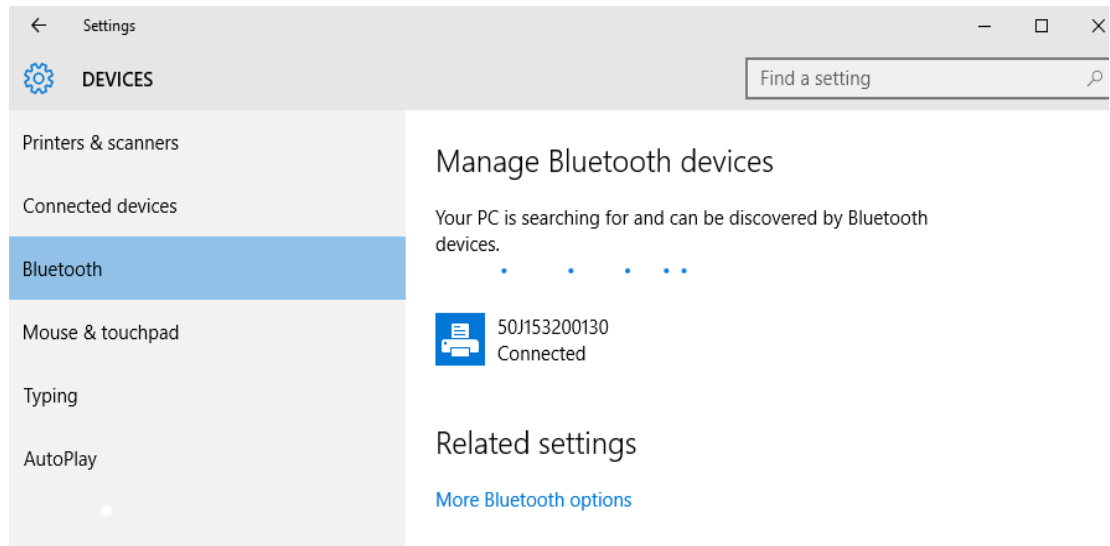 Settings
DEVICES
Find a setting
Printers & scanners
Connected devices
Bluetooth
Mouse & touchpad
Typing
AutoPlay
Manage Bluetooth devices
Your PC is searching for and can be discovered by Bluetooth
devices.
50J153200130
Connected
Related settings
More Bluetooth options